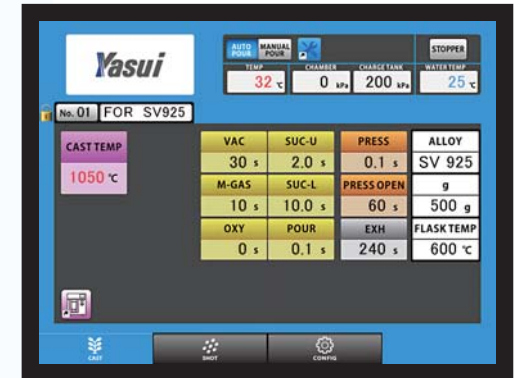 Yasui
AUTO POUR
MANUAL POUR
STOPPER
TEMP
32 °C
CHAMBER
0 kPa
CHARGE TANK
200 kPa
WATER TEMP
25 °C
No. 01 FOR SV925
CAST TEMP
1050 °C
VAC
30 s
SUC-U
2.0 s
PRESS
0.1 s
ALLOY
SV 925
M-GAS
10 s
SUC-L
10.0 s
PRESS OPEN
60 s
g
500 g
OXY
0 s
POUR
0.1 s
EXH
240 s
FLASK TEMP
600 °C
CAST
SHOT
CONFIG